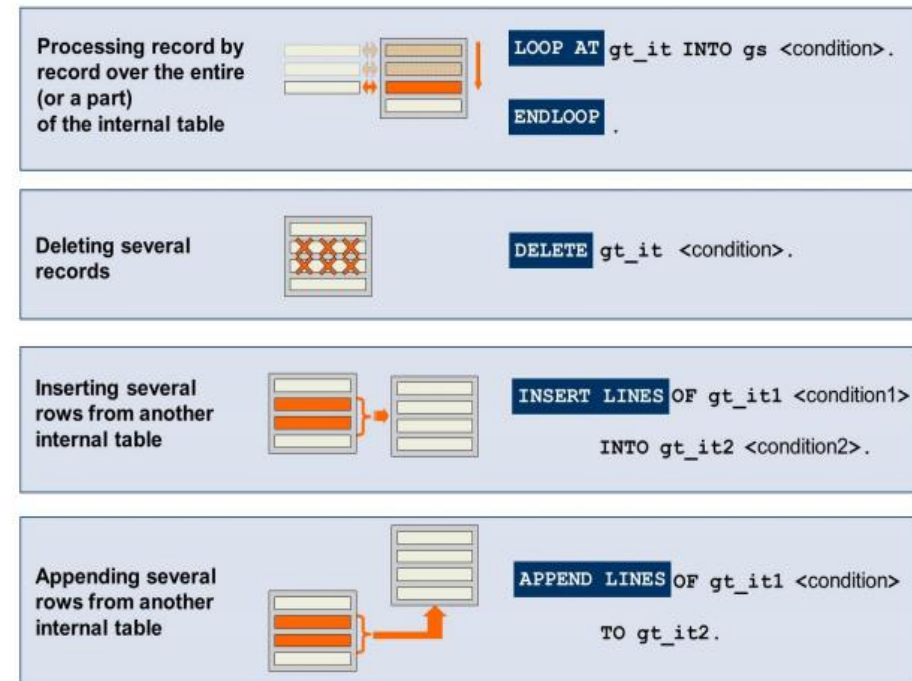 Processing record by
record over the entire
(or a part)
of the internal table
LOOP AT gt_it INTO gs <condition>.
ENDLOOP .
Deleting several
records
DELETE gt_it <condition>.
Inserting several
rows from another
internal table
INSERT LINES OF gt_it1 <condition1>
INTO gt_it2 <condition2>.
Appending several
rows from another
internal table
APPEND LINES OF gt_it1 <condition>
TO gt_it2.